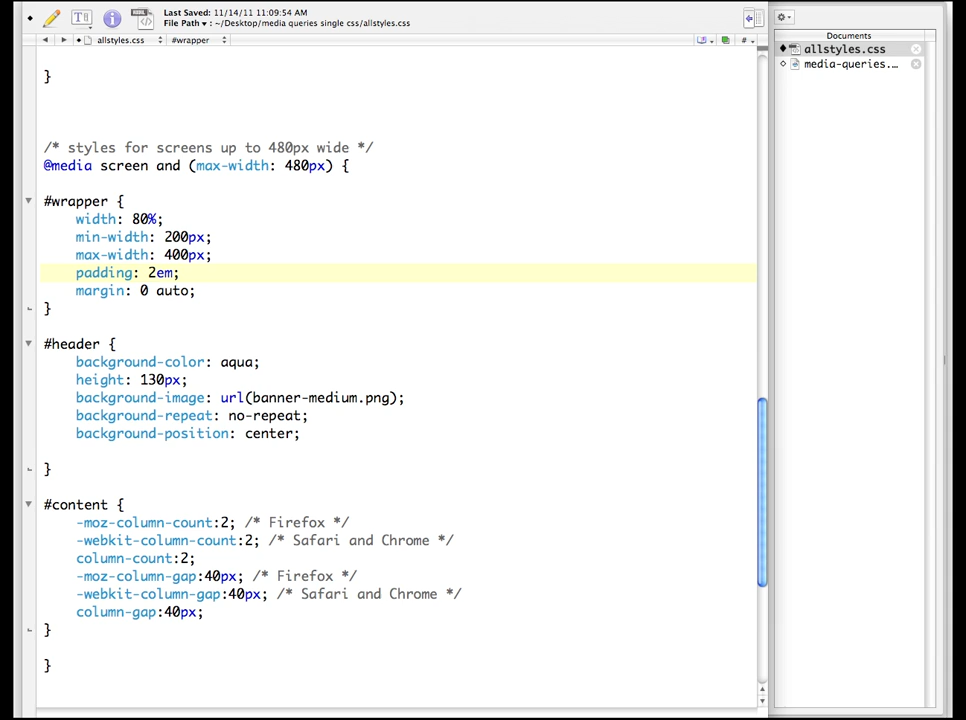 Last Saved: 11/14/11 11:09:54 AM
File Path ▾ : ~/Desktop/media queries single css/allstyles.css
allstyles.css
#wrapper
#
Documents
allstyles.css
media-queries....
}
/* styles for screens up to 480px wide */
@media screen and (max-width: 480px) {
#wrapper {
width: 80%;
min-width: 200px;
max-width: 400px;
padding: 2em;
margin: 0 auto;
}
#header {
background-color: aqua;
height: 130px;
background-image: url(banner-medium.png);
background-repeat: no-repeat;
background-position: center;
}
#content {
-moz-column-count:2; /* Firefox */
-webkit-column-count:2; /* Safari and Chrome */
column-count:2;
-moz-column-gap:40px; /* Firefox */
-webkit-column-gap:40px; /* Safari and Chrome */
column-gap:40px;
}
}